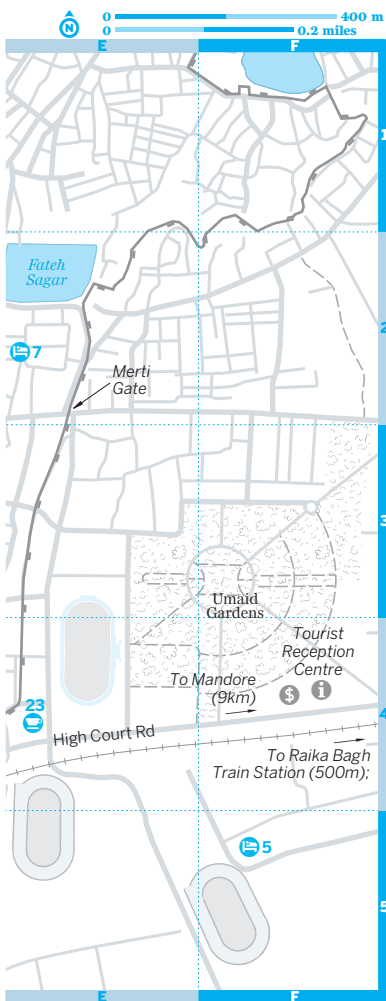 N
0 400 m
0 0.2 miles
E F
1
Fateh
Sagar
2
7
Merti
Gate
3
Umaid
Gardens
Tourist
Reception
Centre
To Mandore
(9km)
$ i
23
4
High Court Rd
To Raika Bagh
Train Station (500m);
5
5
E F